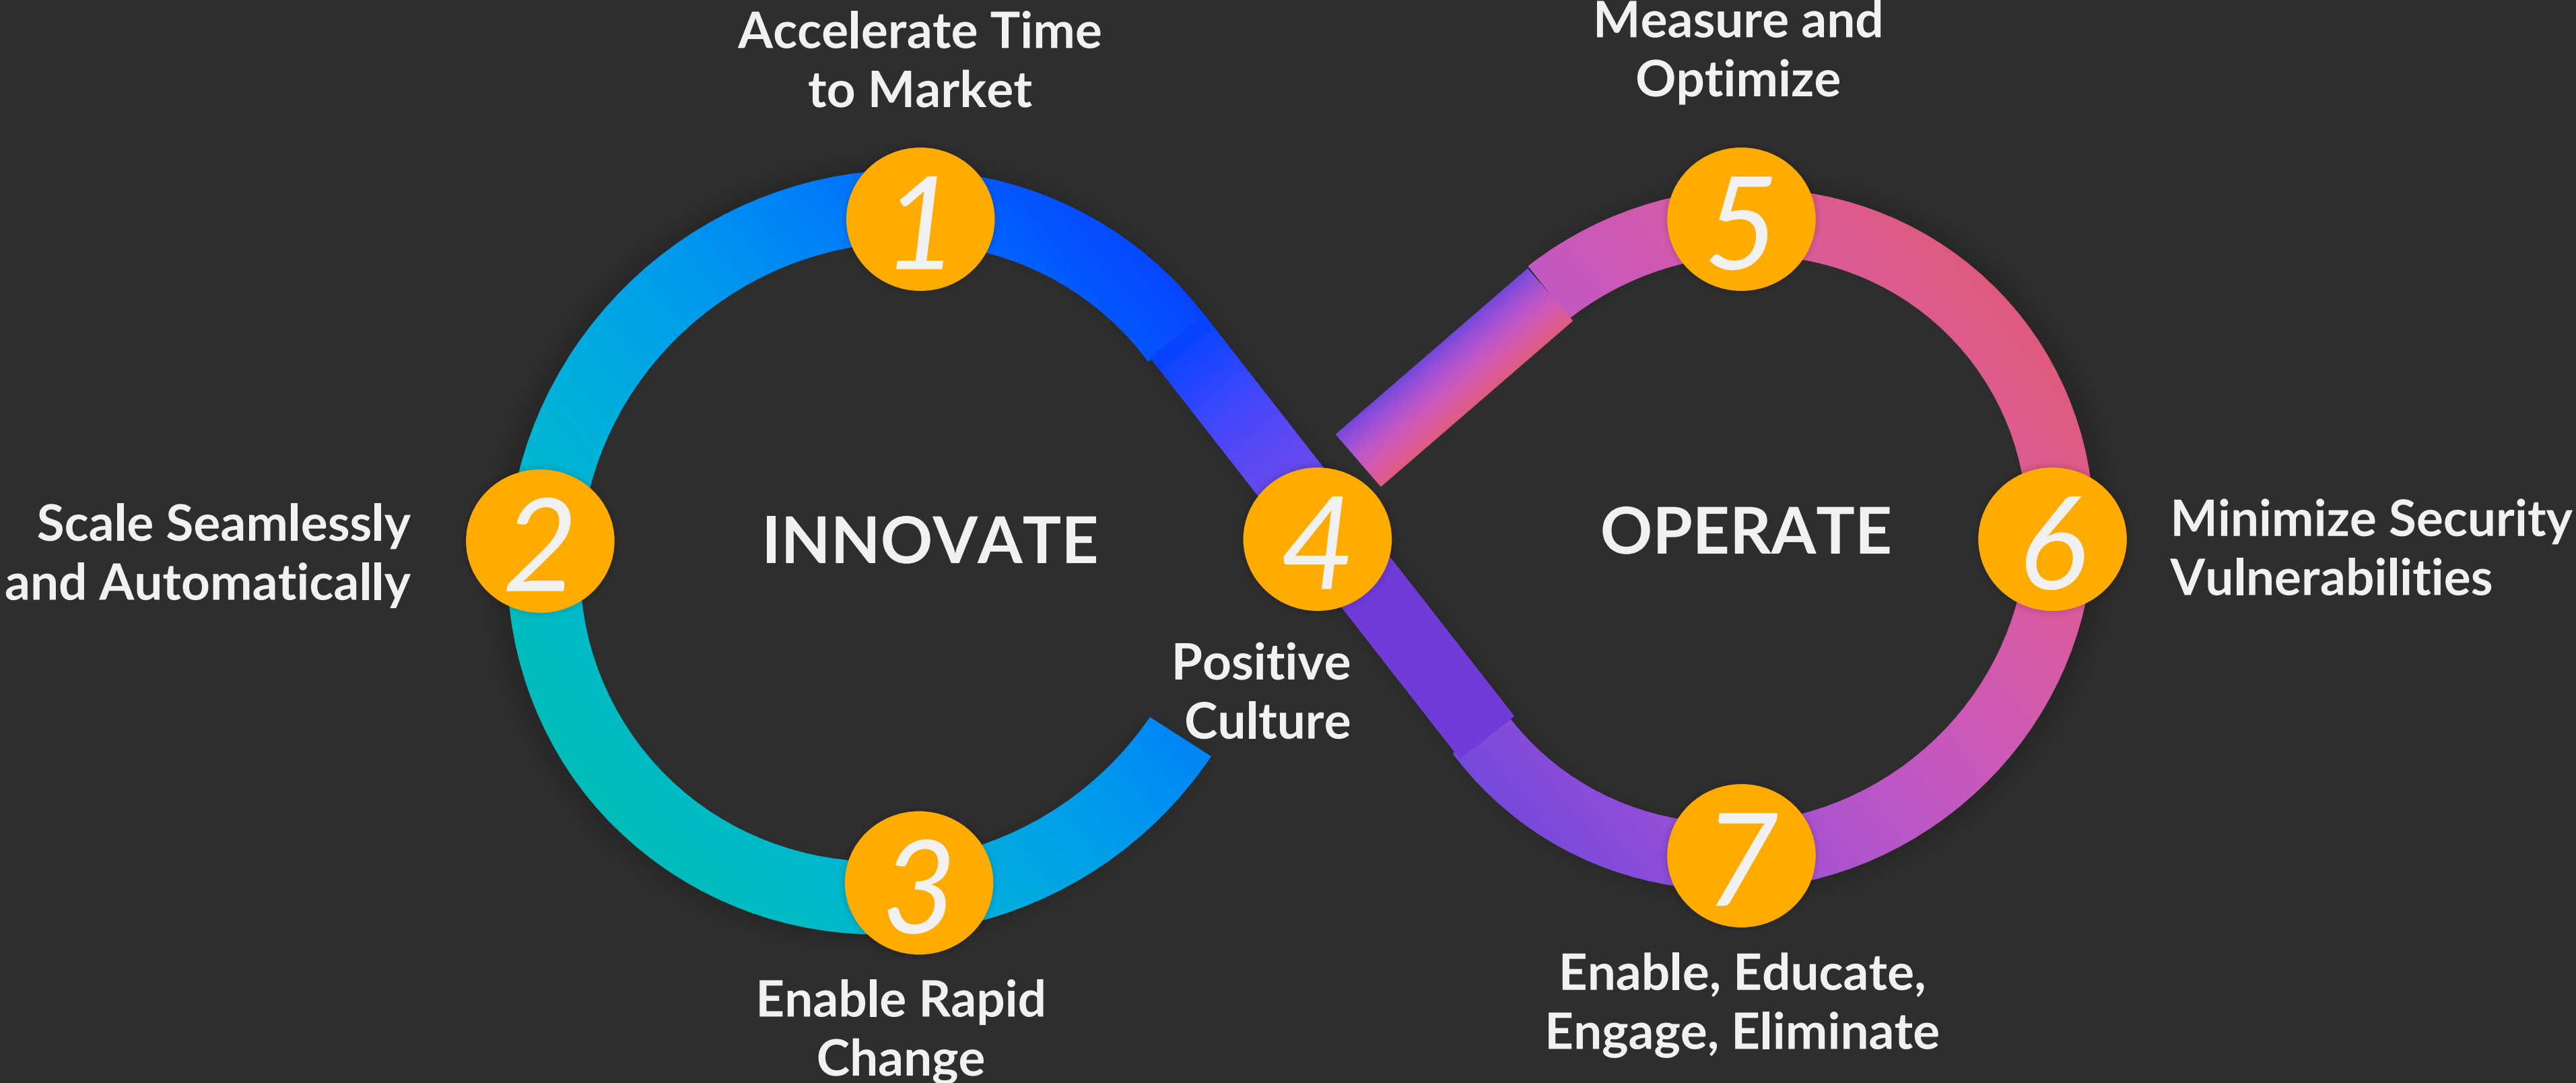 Accelerate Time
to Market
1
Scale Seamlessly
and Automatically
2
INNOVATE
3
Enable Rapid
Change
4
Positive
Culture
Measure and
Optimize
5
OPERATE
6
Minimize Security
Vulnerabilities
7
Enable, Educate,
Engage, Eliminate